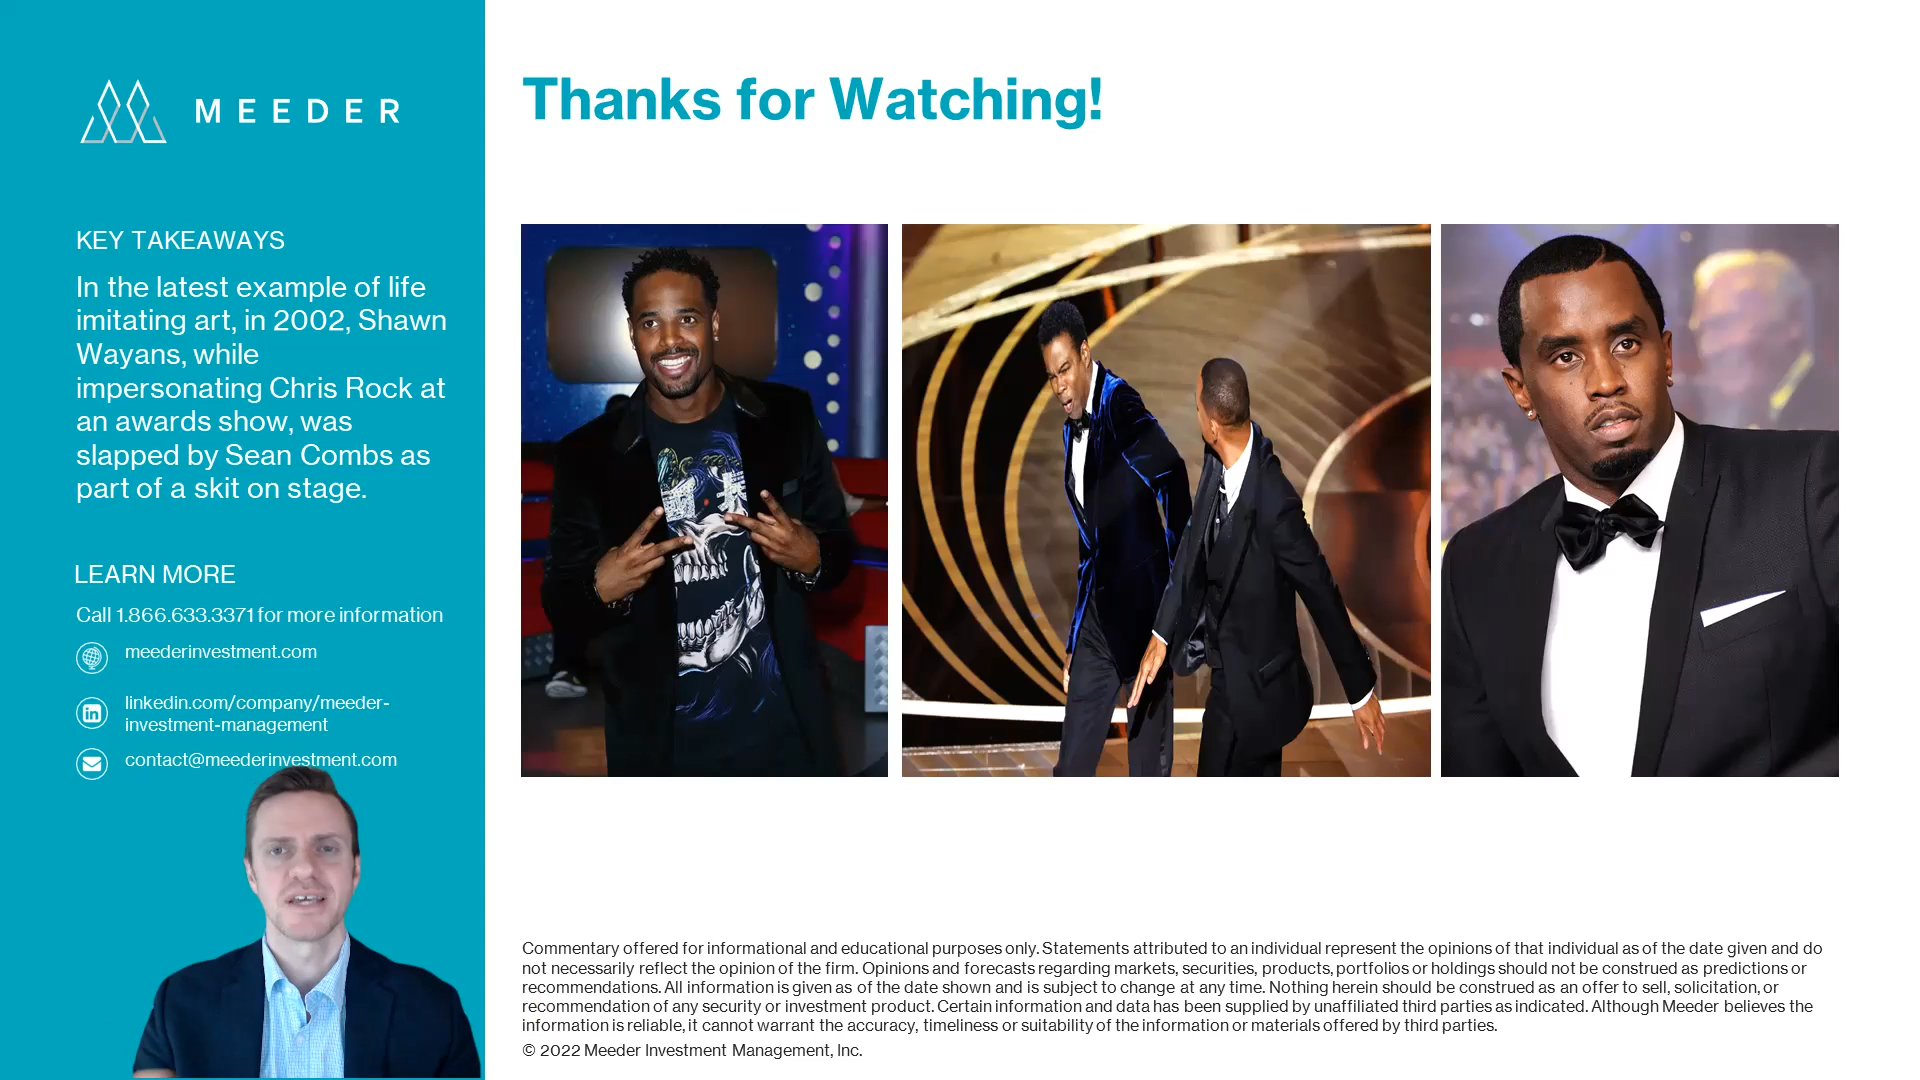 MEEDER
KEY TAKEAWAYS
In the latest example of life
imitating art, in 2002, Shawn
Wayans, while
impersonating Chris Rock at
an awards show, was
slapped by Sean Combs as
part of a skit on stage.
LEARN MORE
Call 1.866.633.3371 for more information
meederinvestment.com
linkedin.com/company/meeder-
investment-management
contact@meederinvestment.com
Thanks for Watching!
Commentary offered for informational and educational purposes only. Statements attributed to an individual represent the opinions of that individual as of the date given and do
not necessarily reflect the opinion of the firm. Opinions and forecasts regarding markets, securities, products, portfolios or holdings should not be construed as predictions or
recommendations. All information is given as of the date shown and is subject to change at any time. Nothing herein should be construed as an offer to sell, solicitation, or
recommendation of any security or investment product. Certain information and data has been supplied by unaffiliated third parties as indicated. Although Meeder believes the
information is reliable, it cannot warrant the accuracy, timeliness or suitability of the information or materials offered by third parties.
© 2022 Meeder Investment Management, Inc.